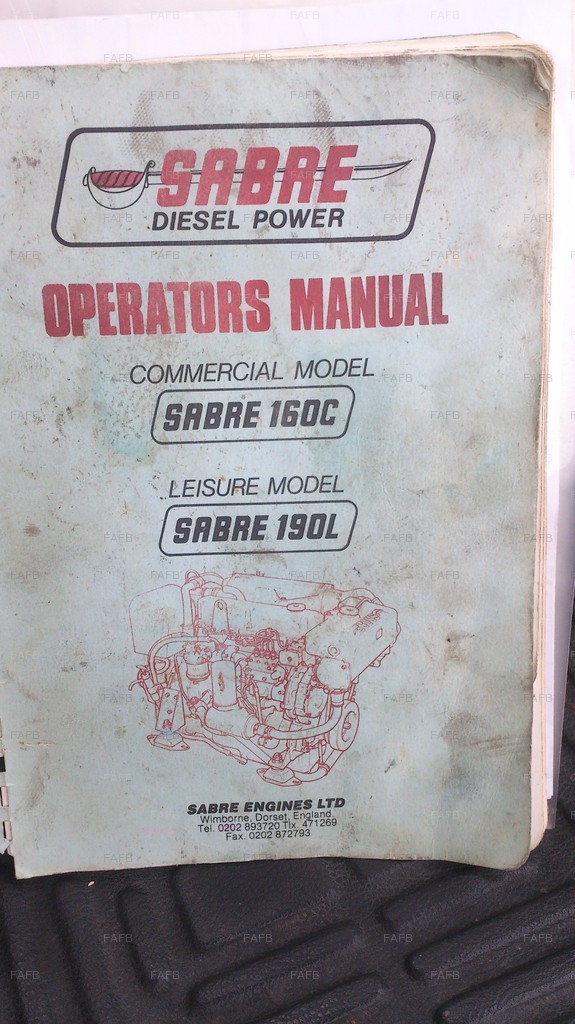 SABRE
DIESEL POWER
OPERATORS MANUAL
COMMERCIAL MODEL
SABRE 160C
LEISURE MODEL
SABRE 190L
SABRE ENGINES LTD
Wimborne, Dorset, England.
Tel. 0202 893720 Tlx. 471269
Fax. 0202 872793
FAFB